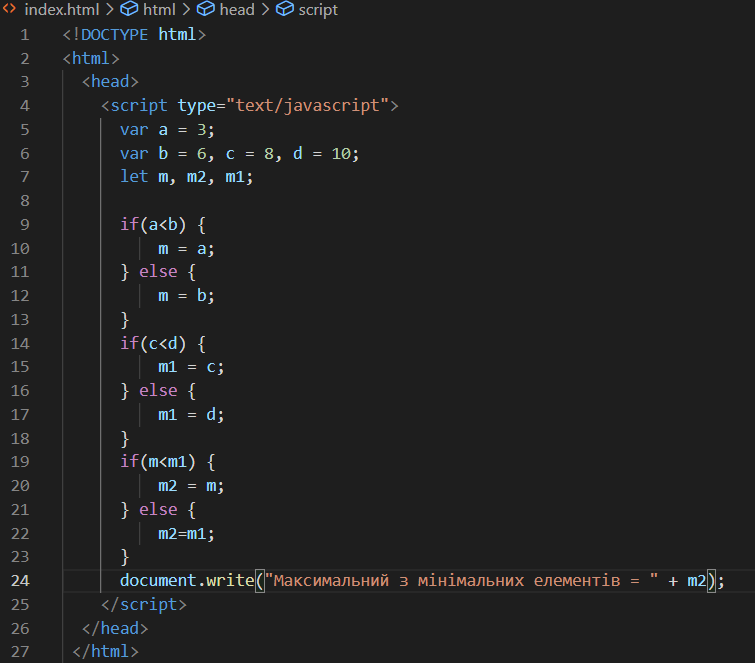 index.html > html > head > script
1 <!DOCTYPE html>
2 <html>
3 <head>
4 <script type="text/javascript">
5 var a = 3;
6 var b = 6, c = 8, d = 10;
7 let m, m2, m1;
8
9 if(a<b) {
10 m = a;
11 } else {
12 m = b;
13 }
14 if(c<d) {
15 m1 = c;
16 } else {
17 m1 = d;
18 }
19 if(m<m1) {
20 m2 = m;
21 } else {
22 m2=m1;
23 }
24 document.write("Максимальний з мінімальних елементів = " + m2);
25 </script>
26 </head>
27 </html>